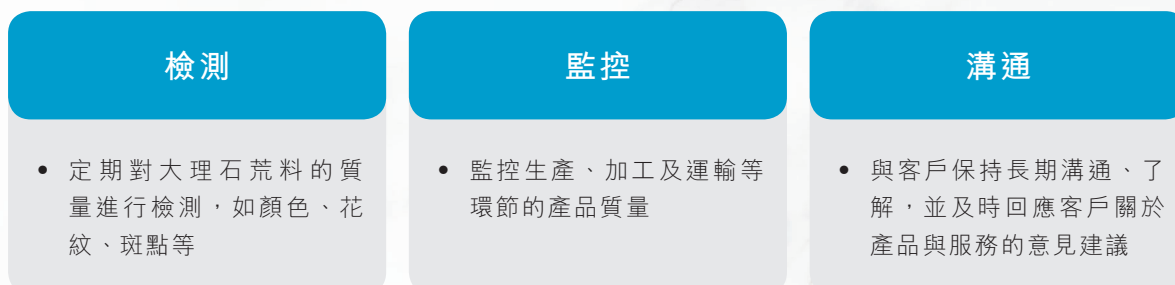 檢測
• 定期對大理石荒料的質
量進行檢測，如顏色、花
紋、斑點等
監控
• 監控生產、加工及運輸等
環節的產品質量
溝通
• 與客戶保持長期溝通、了
解，並及時回應客戶關於
產品與服務的意見建議